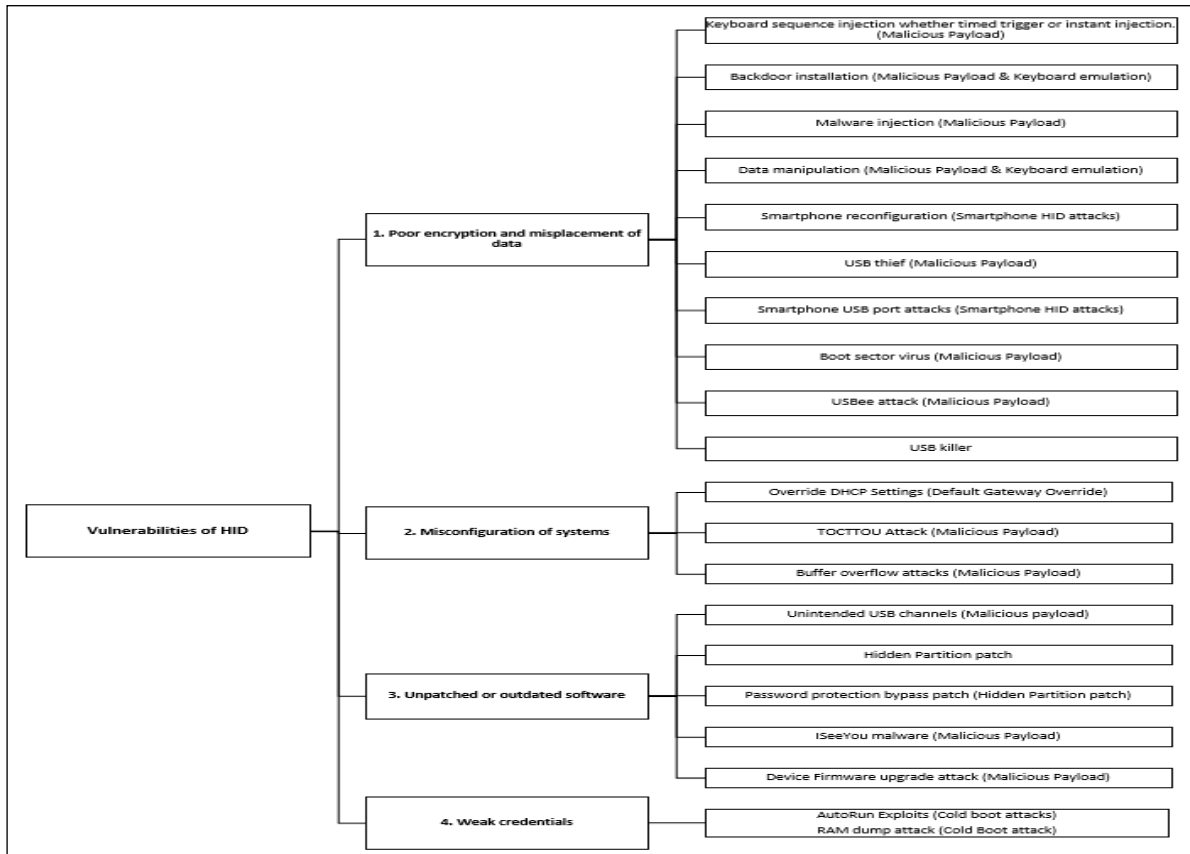 Keyboard sequence injection whether timed trigger or instant injection.
(Malicious Payload)
Backdoor installation (Malicious Payload & Keyboard emulation)
Malware injection (Malicious Payload)
Data manipulation (Malicious Payload & Keyboard emulation)
1. Poor encryption and misplacement of
data
Smartphone reconfiguration (Smartphone HID attacks)
USB thief (Malicious Payload)
Smartphone USB port attacks (Smartphone HID attacks)
Boot sector virus (Malicious Payload)
USBee attack (Malicious Payload)
USB killer
Vulnerabilities of HID
2. Misconfiguration of systems
Override DHCP Settings (Default Gateway Override)
TOCTTOU Attack (Malicious Payload)
Buffer overflow attacks (Malicious Payload)
3. Unpatched or outdated software
Unintended USB channels (Malicious payload)
Hidden Partition patch
Password protection bypass patch (Hidden Partition patch)
ISeeYou malware (Malicious Payload)
Device Firmware upgrade attack (Malicious Payload)
4. Weak credentials
AutoRun Exploits (Cold boot attacks)
RAM dump attack (Cold Boot attack)